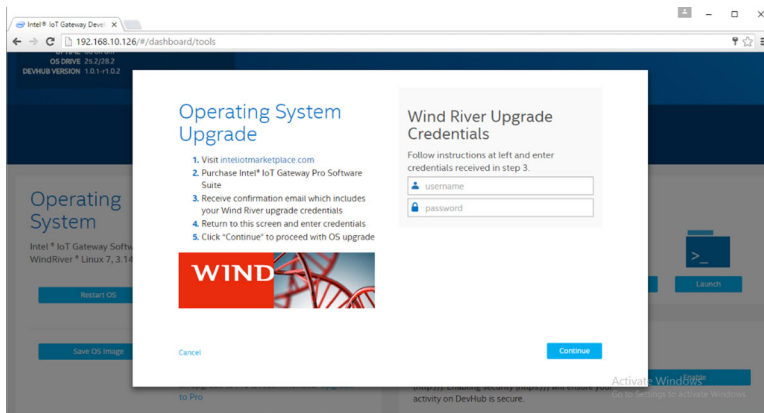 Intel® IoT Gateway Devel
192.168.10.126/#/dashboard/tools
OS DRIVE 25.2/28.2
DEVHUB VERSION 1.0.1-r1.0.2
Operating System
Upgrade
1. Visit inteliotmarketplace.com
2. Purchase Intel® IoT Gateway Pro Software
Suite
3. Receive confirmation email which includes
your Wind River upgrade credentials
4. Return to this screen and enter credentials
5. Click "Continue" to proceed with OS upgrade
WIND
Cancel
Wind River Upgrade
Credentials
Follow instructions at left and enter
credentials received in step 3.
username
password
Continue
Operating
System
Intel ® IoT Gateway Softw
WindRiver ® Linux 7, 3.14
Restart OS
Save OS Image
to Pro
>_
Launch
Enable
activity on DevHub is secure.
Activate Windows
Go to Settings to activate Windows.